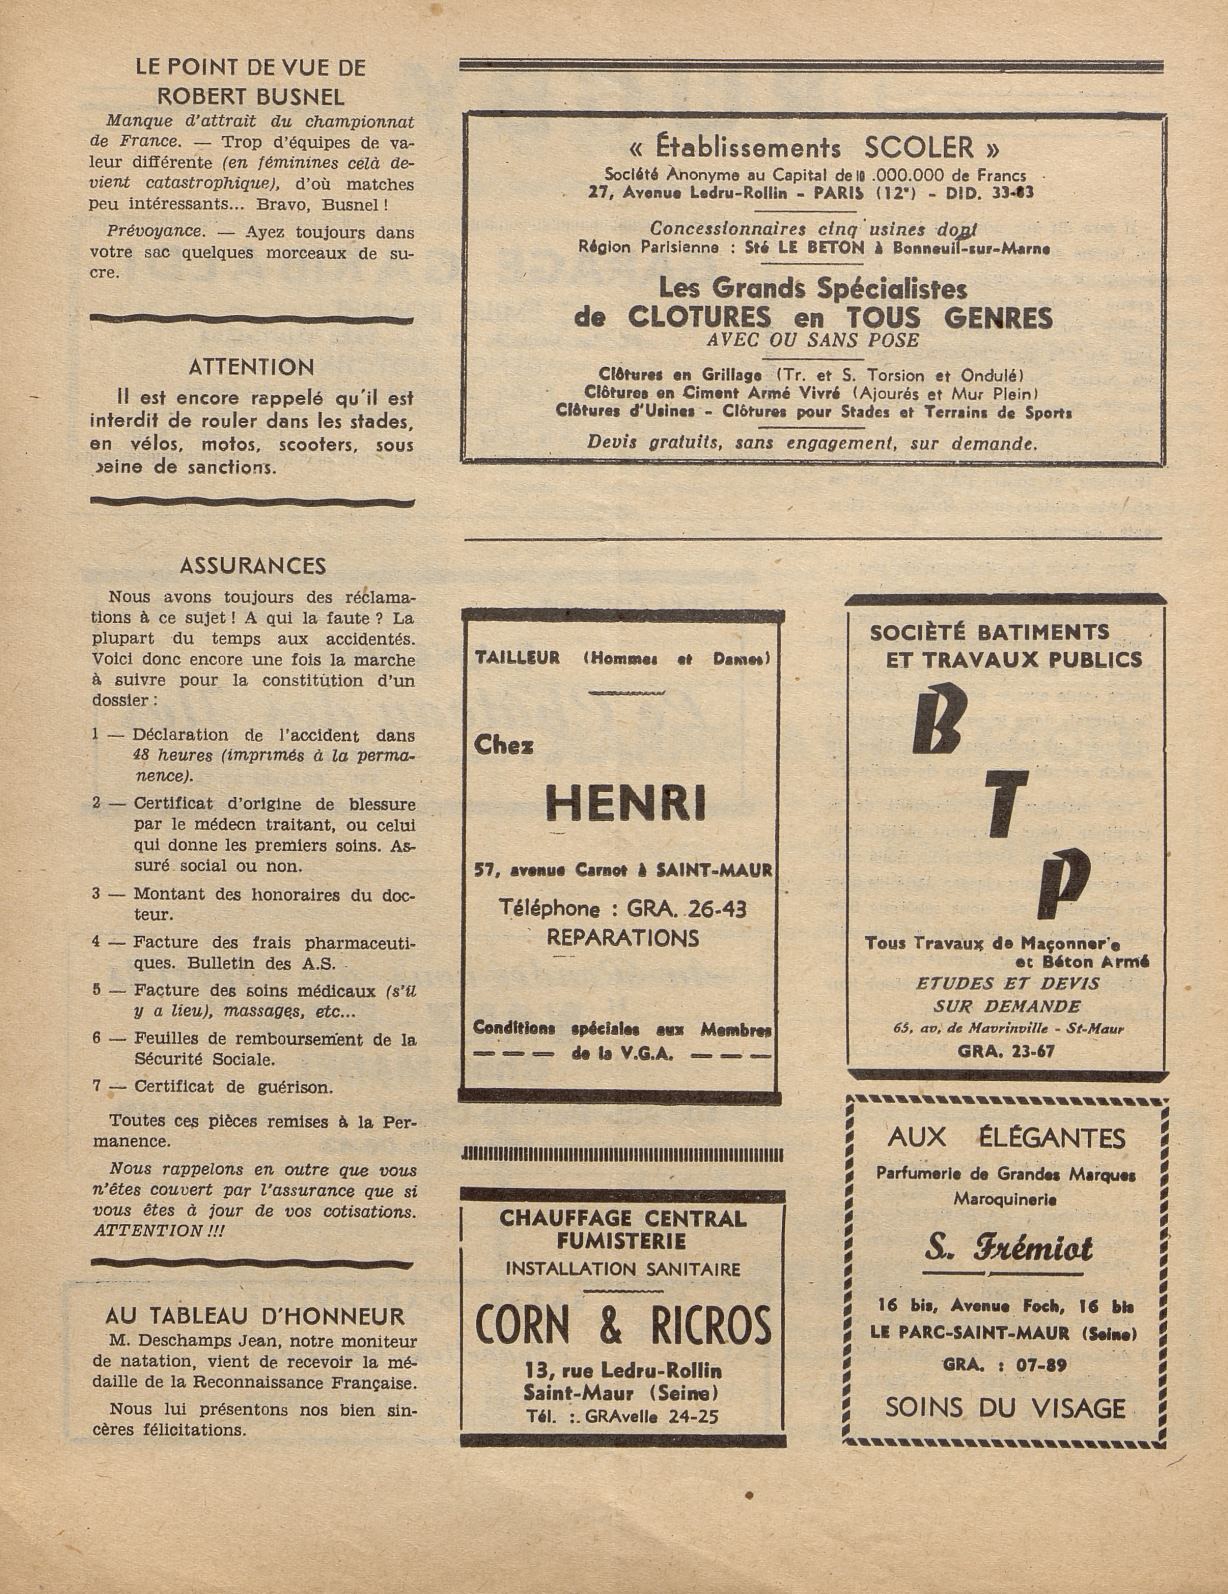 LE POINT DE VUE DE
ROBERT BUSNEL
Manque d'attrait du championnat
de France. — Trop d'équipes de va-
leur différente (en féminines celà de-
vient catastrophique), d'où matches
peu intéressants... Bravo, Busnel !
Prévoyance. — Ayez toujours dans
votre sac quelques morceaux de su-
cre.
ATTENTION
Il est encore rappelé qu'il est
interdit de rouler dans les stades,
en vélos, motos, scooters, sous
peine de sanctions.
ASSURANCES
Nous avons toujours des réclama-
tions à ce sujet ! A qui la faute ? La
plupart du temps aux accidentés.
Voici donc encore une fois la marche
à suivre pour la constitution d'un
dossier :
1 — Déclaration de l'accident dans
48 heures (imprimés à la perma-
nence).
2 — Certificat d'origine de blessure
par le médecn traitant, ou celui
qui donne les premiers soins. As-
suré social ou non.
3 — Montant des honoraires du doc-
teur.
4 — Facture des frais pharmaceuti-
ques. Bulletin des A.S.
5 — Facture des soins médicaux (s'il
y a lieu), massages, etc...
6 — Feuilles de remboursement de la
Sécurité Sociale.
7 — Certificat de guérison.
Toutes ces pièces remises à la Per-
manence.
Nous rappelons en outre que vous
n'êtes couvert par l'assurance que si
vous êtes à jour de vos cotisations.
ATTENTION !!!
AU TABLEAU D'HONNEUR
M. Deschamps Jean, notre moniteur
de natation, vient de recevoir la mé-
daille de la Reconnaissance Française.
Nous lui présentons nos bien sin-
cères félicitations.
« Établissements SCOLER »
Société Anonyme au Capital de 10.000.000 de Francs
27, Avenue Ledru-Rollin - PARIS (12e) - DID. 33-83
Concessionnaires cinq usines dont
Région Parisienne : Sté LE BETON à Bonneuil-sur-Marne
Les Grands Spécialistes
de CLOTURES en TOUS GENRES
AVEC OU SANS POSE
Clôtures en Grillage (Tr. et S. Torsion et Ondulé)
Clôtures en Ciment Armé Vivré (Ajourés et Mur Plein)
Clôtures d'Usines - Clôtures pour Stades et Terrains de Sports
Devis gratuits, sans engagement, sur demande.
TAILLEUR (Hommes et Dames)
Chez
HENRI
57, avenue Carnot à SAINT-MAUR
Téléphone : GRA. 26-43
REPARATIONS
Conditions spéciales aux Membres
— — — de la V.G.A. — — —
CHAUFFAGE CENTRAL
FUMISTERIE
INSTALLATION SANITAIRE
CORN & RICROS
13, rue Ledru-Rollin
Saint-Maur (Seine)
Tél. : GRAvelle 24-25
SOCIÈTÉ BATIMENTS
ET TRAVAUX PUBLICS
B
T
P
Tous Travaux de Maçonner'e
et Béton Armé
ETUDES ET DEVIS
SUR DEMANDE
65, av, de Mavrinville - St-Maur
GRA. 23-67
AUX ÉLÉGANTES
Parfumerie de Grandes Marques
Maroquinerie
S. Frémiot
16 bis, Avenue Foch, 16 bis
LE PARC-SAINT-MAUR (Seine)
GRA. : 07-89
SOINS DU VISAGE